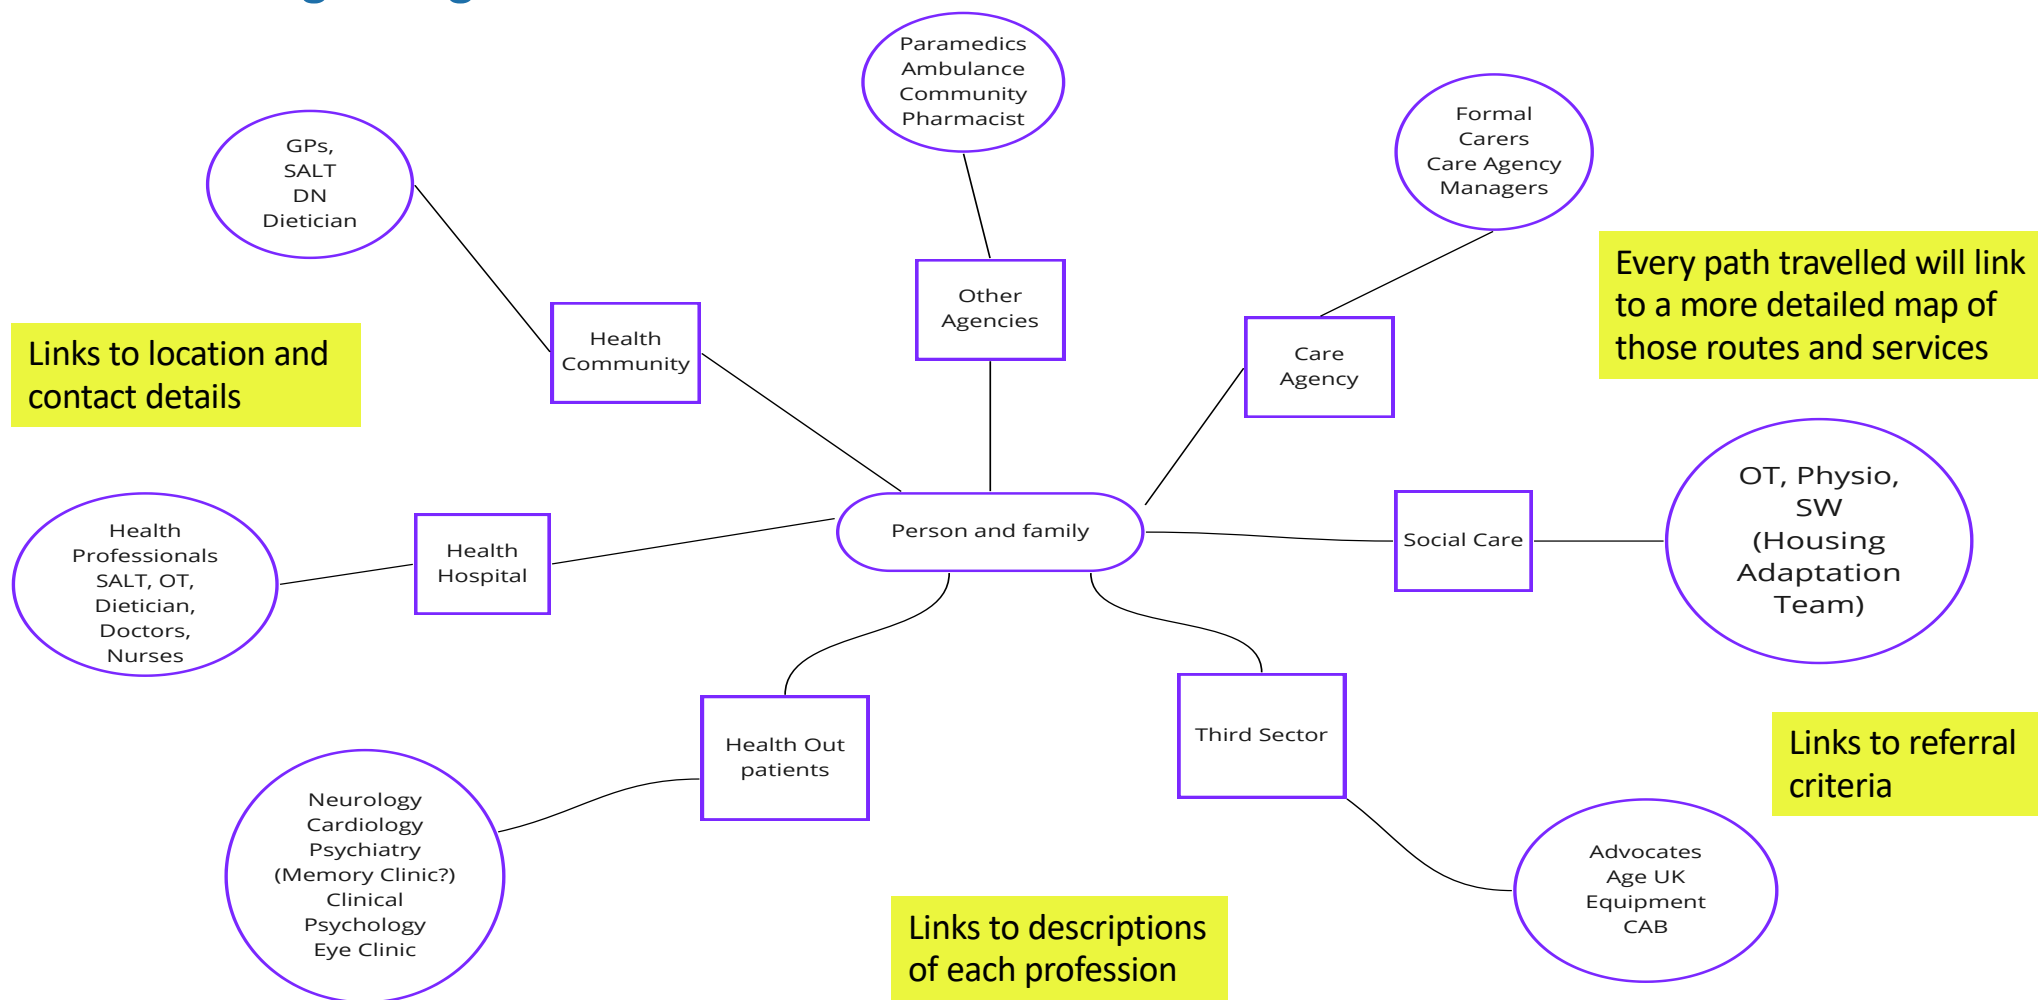 Paramedics
Ambulance
Community
Pharmacist
Formal
Carers
Care Agency
Managers
GPs,
SALT
DN
Dietician
Every path travelled will link
to a more detailed map of
those routes and services
Other
Agencies
Health
Community
Care
Agency
Links to location and
contact details
OT, Physio,
SW
(Housing
Adaptation
Team)
Health
Professionals
SALT, OT,
Dietician,
Doctors,
Nurses
Health
Hospital
Person and family
Social Care
Health Out
patients
Third Sector
Links to referral
criteria
Neurology
Cardiology
Psychiatry
(Memory Clinic?)
Clinical
Psychology
Eye Clinic
Advocates
Age UK
Equipment
CAB
Links to descriptions
of each profession